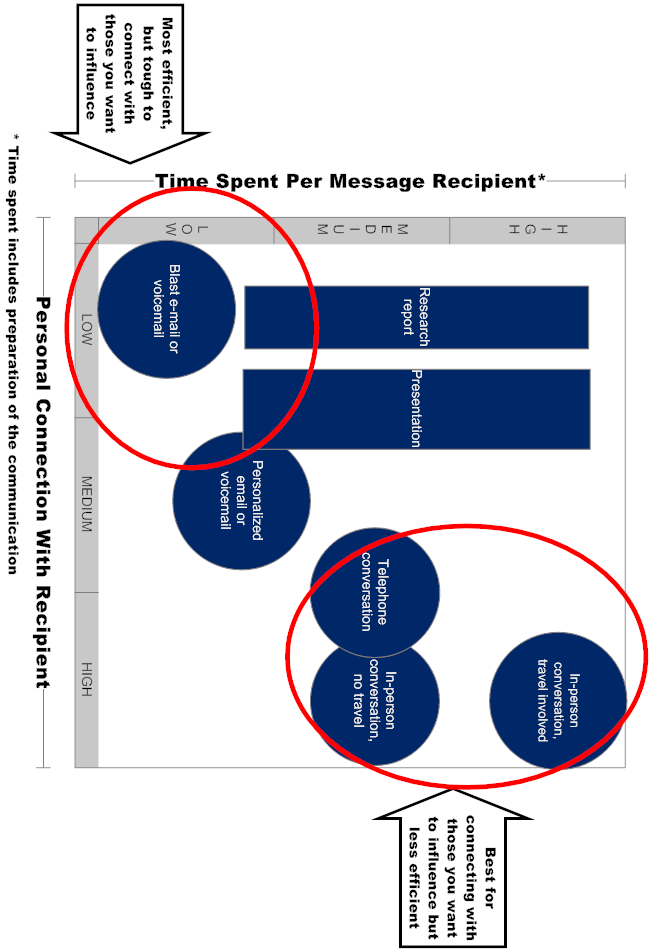 Most efficient,
but tough to
connect with
those you want
to influence
Time Spent Per Message Recipient*
LOW
MEDIUM
HIGH
Blast e-mail or
voicemail
Research
report
Presentation
Personalized
email or
voicemail
Telephone
conversation
In-person
conversation,
no travel
In-person
conversation,
travel involved
LOW
MEDIUM
HIGH
Personal Connection With Recipient
* Time spent includes preparation of the communication
Best for
connecting with
those you want
to influence but
less efficient